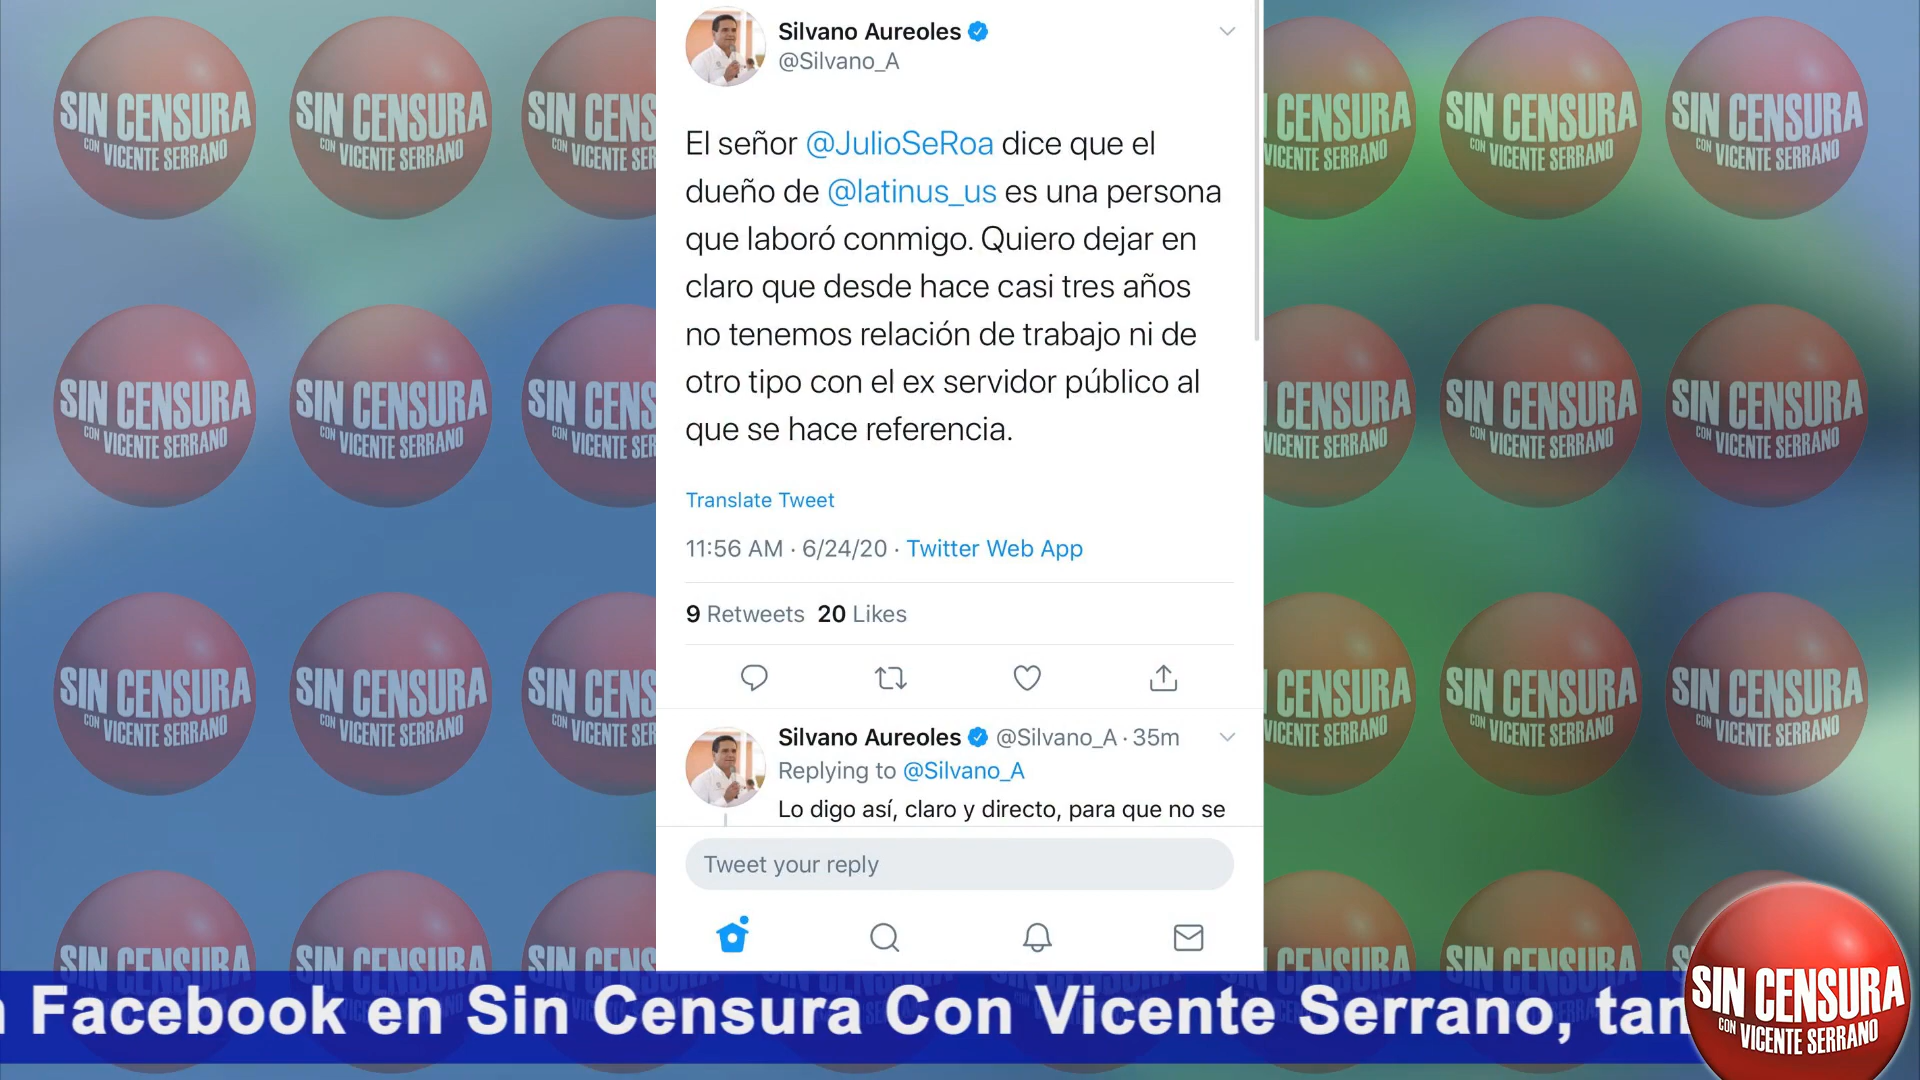 Silvano Aureoles
@Silvano_A
El señor @JulioSeRoa dice que el
dueño de @latinus_us es una persona
que laboró conmigo. Quiero dejar en
claro que desde hace casi tres años
no tenemos relación de trabajo ni de
otro tipo con el ex servidor público al
que se hace referencia.
Translate Tweet
11:56 AM · 6/24/20 · Twitter Web App
9 Retweets 20 Likes
Silvano Aureoles @Silvano_A · 35m
Replying to @Silvano_A
Lo digo así, claro y directo, para que no se
Tweet your reply
Facebook en Sin Censura Con Vicente Serrano, tam
SIN CENSURA
CON VICENTE SERRANO